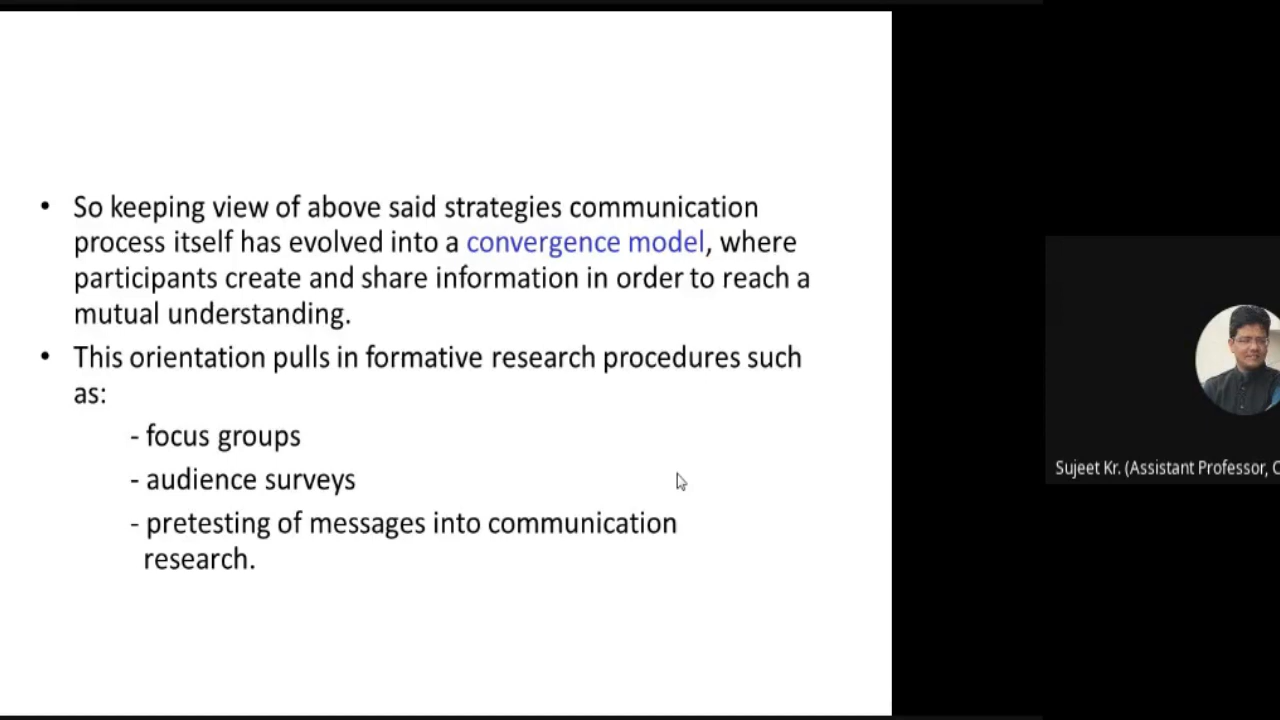 • So keeping view of above said strategies communication
process itself has evolved into a convergence model, where
participants create and share information in order to reach a
mutual understanding.
• This orientation pulls in formative research procedures such
as:
- focus groups
- audience surveys
- pretesting of messages into communication
research.
Sujeet Kr. (Assistant Professor,